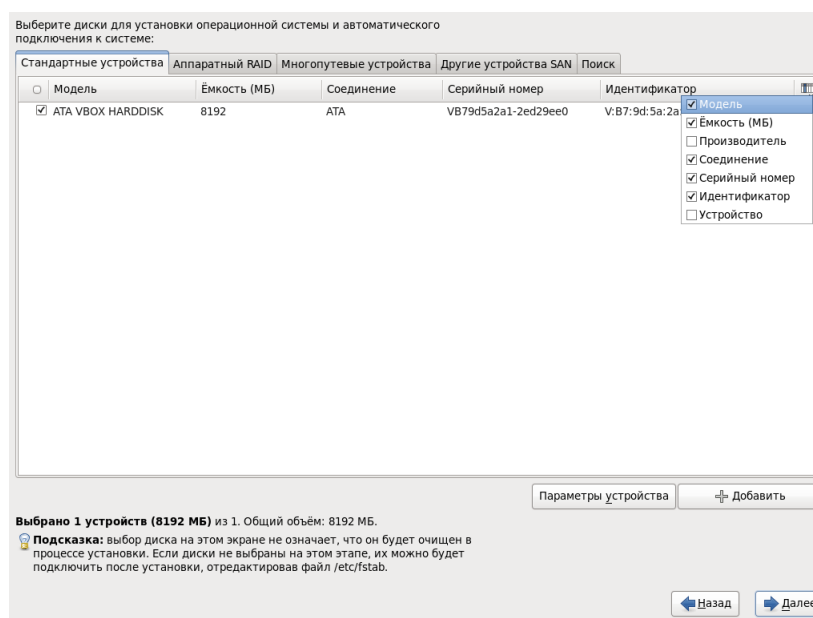 Выберите диски для установки операционной системы и автоматического
подключения к системе:
Стандартные устройства Аппаратный RAID Многопутевые устройства Другие устройства SAN Поиск
Модель Ёмкость (МБ) Соединение Серийный номер Идентификатор
ATA VBOX HARDDISK 8192 ATA VB79d5a2a1-2ed29ee0 V:B7:9d:5a:2a
Модель
Ёмкость (МБ)
Производитель
Соединение
Серийный номер
Идентификатор
Устройство
Параметры устройства Добавить
Выбрано 1 устройств (8192 МБ) из 1. Общий объём: 8192 МБ.
Подсказка: выбор диска на этом экране не означает, что он будет очищен в
процессе установки. Если диски не выбраны на этом этапе, их можно будет
подключить после установки, отредактировав файл /etc/fstab.
Назад Далее